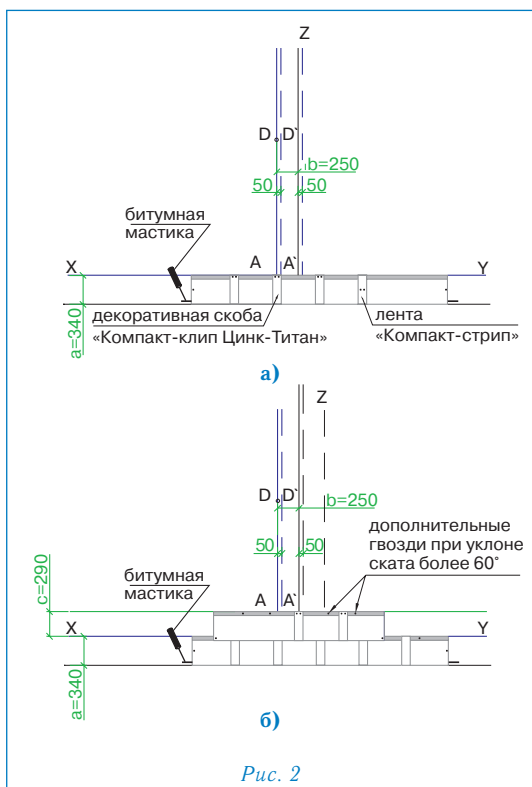 Z
D D`
b=250
50 50
битумная
мастика
X A A` Y
a=340
декоративная скоба
«Компакт-клип Цинк-Титан»
лента
«Компакт-стрип»
а)
Z
D D`
b=250
50 50
дополнительные
гвозди при уклоне
ската более 60°
c=290
битумная
мастика
A A`
X Y
a=340
б)
Рис. 2